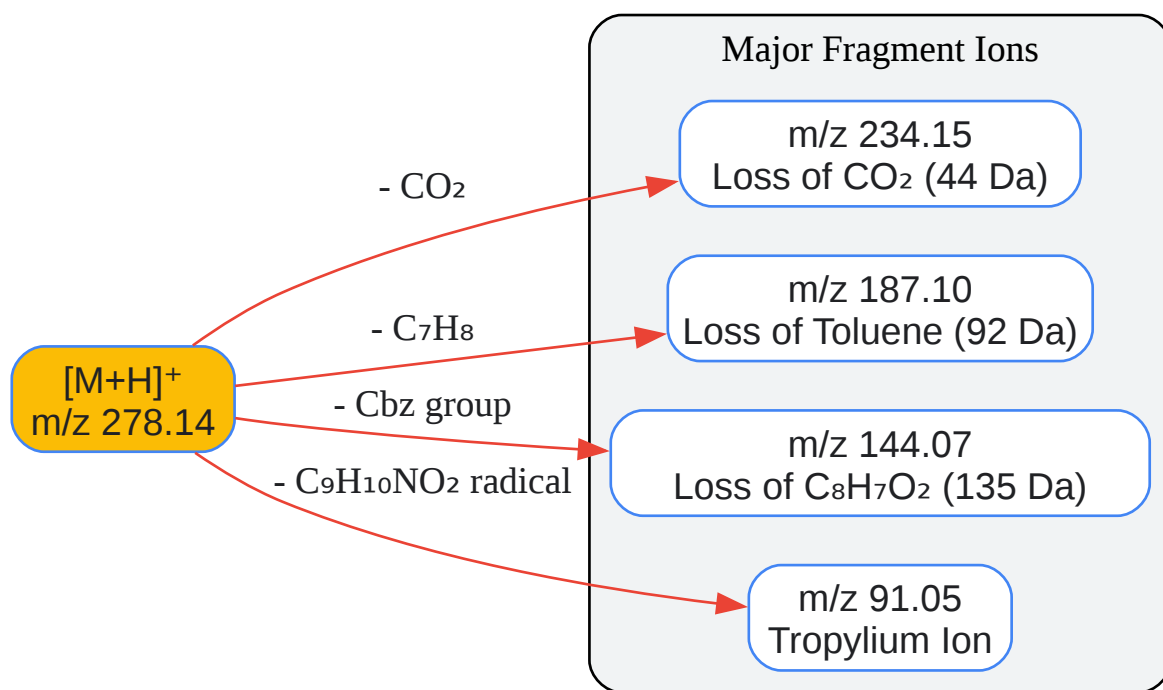 Major Fragment Ions
m/z 234.15
Loss of CO₂ (44 Da)
- CO₂
m/z 187.10
Loss of Toluene (92 Da)
- C₇H₈
[M+H]⁺
m/z 278.14
- Cbz group
m/z 144.07
Loss of C₈H₇O₂ (135 Da)
- C₉H₁₀NO₂ radical
m/z 91.05
Tropylium Ion